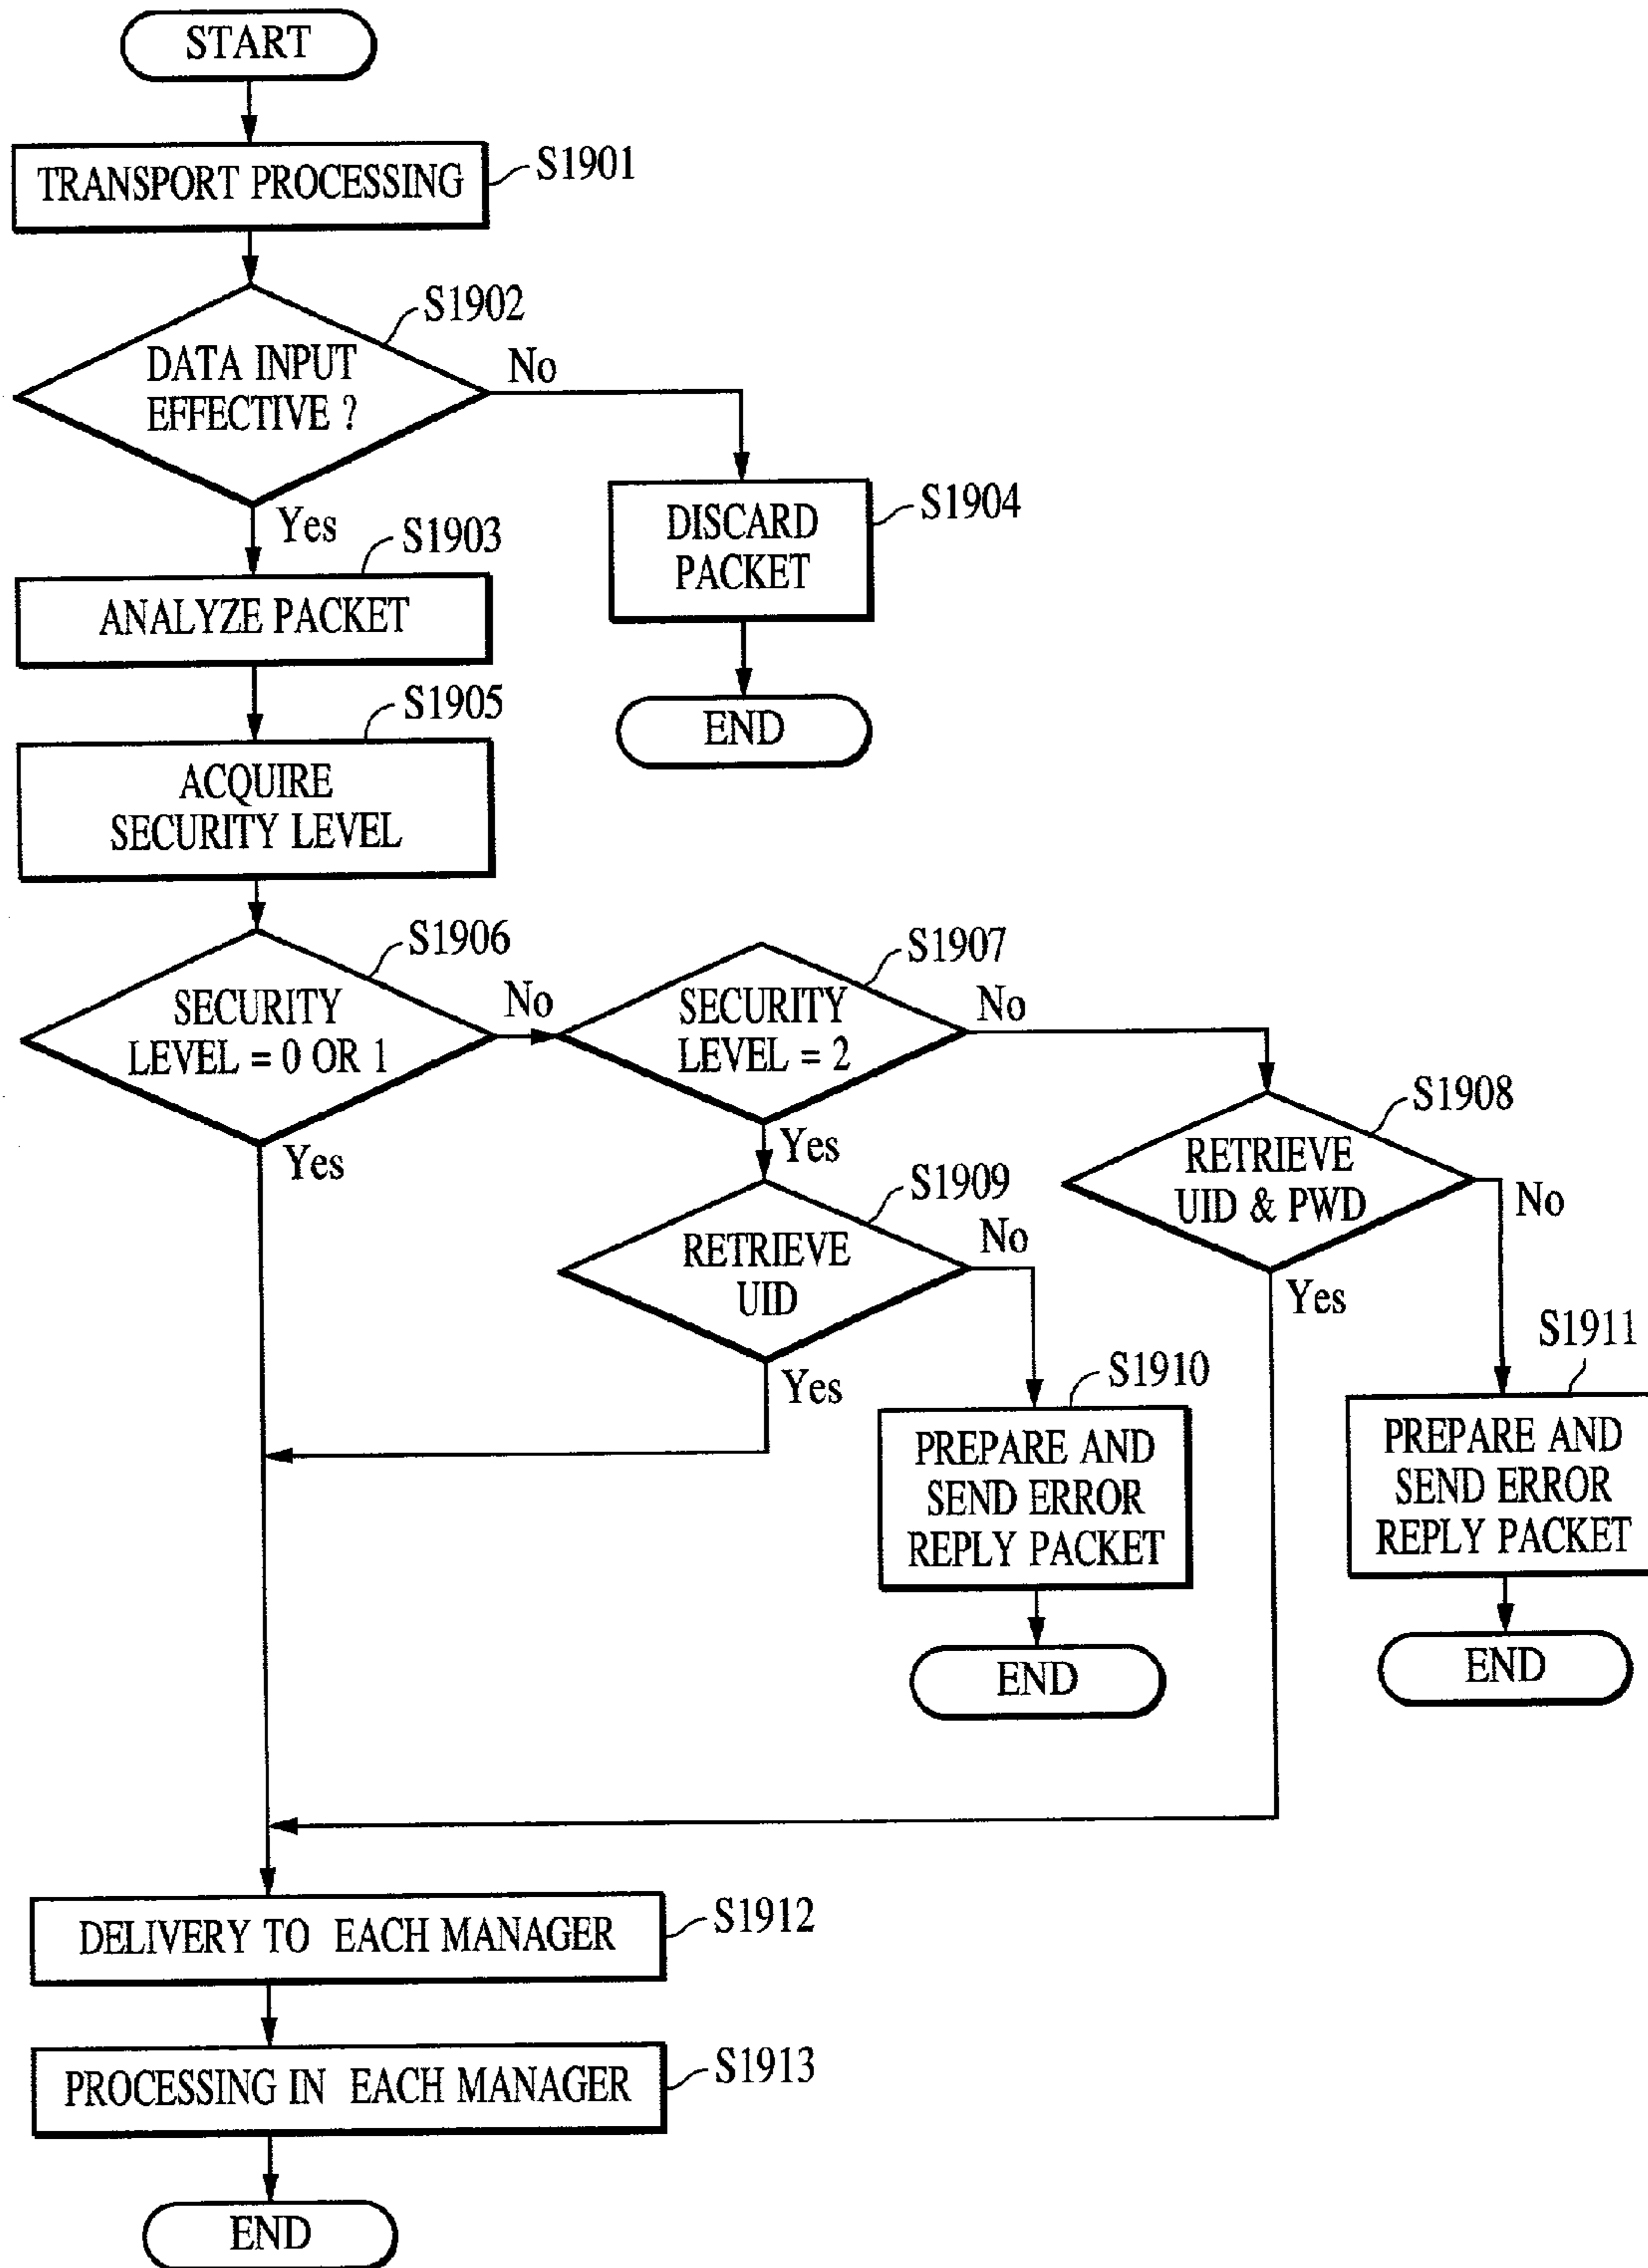 START
TRANSPORT PROCESSING
S1901
S1902
DATA INPUT
EFFECTIVE ?
No
Yes
S1903
ANALYZE PACKET
DISCARD
PACKET
S1904
END
S1905
ACQUIRE
SECURITY LEVEL
S1906
SECURITY
LEVEL = 0 OR 1
No
Yes
S1907
SECURITY
LEVEL = 2
No
Yes
S1908
RETRIEVE
UID & PWD
No
Yes
S1909
RETRIEVE
UID
No
Yes
S1910
PREPARE AND
SEND ERROR
REPLY PACKET
END
S1911
PREPARE AND
SEND ERROR
REPLY PACKET
END
DELIVERY TO EACH MANAGER
S1912
PROCESSING IN EACH MANAGER
S1913
END